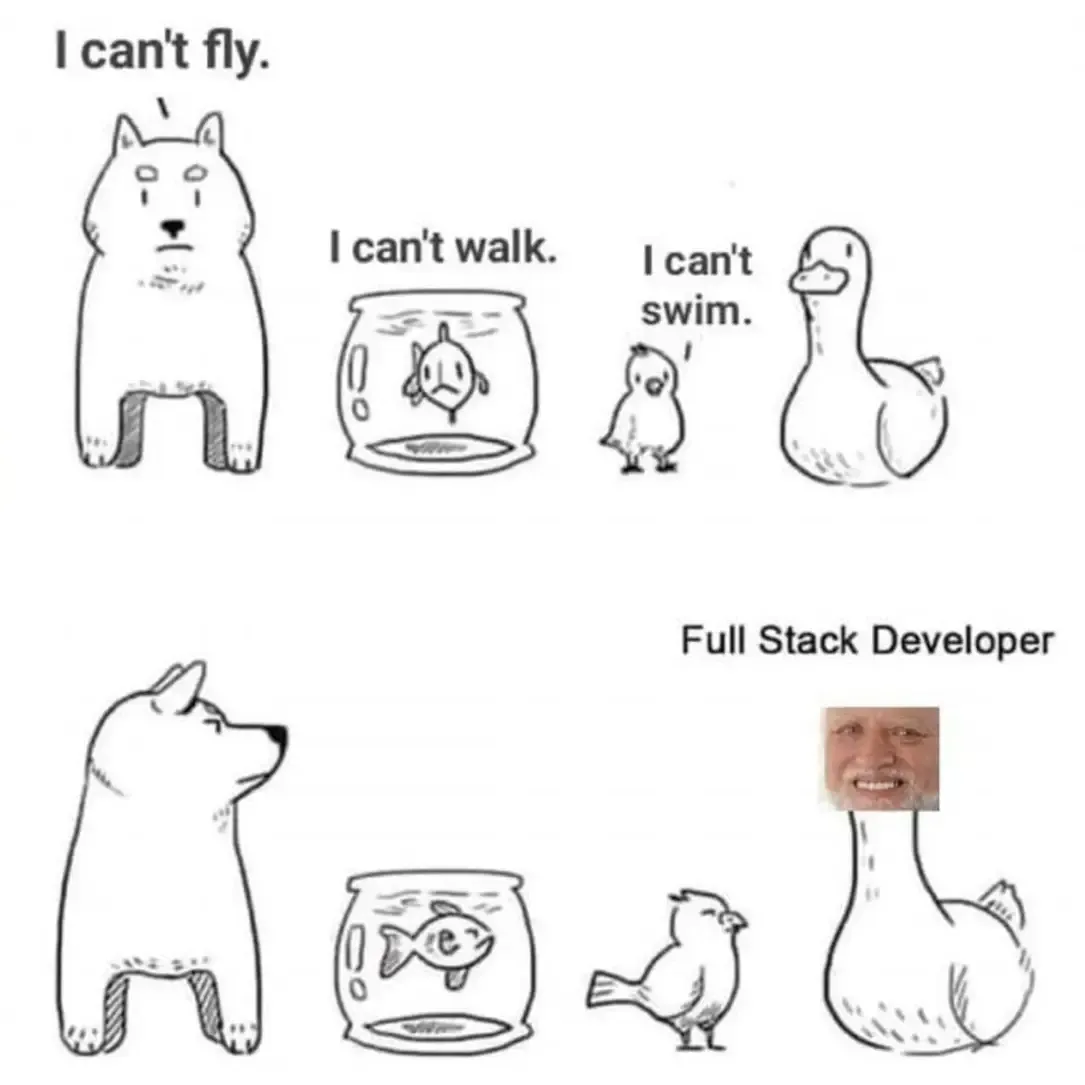 I can't fly.
I can't walk.
I can't
swim.
Full Stack Developer